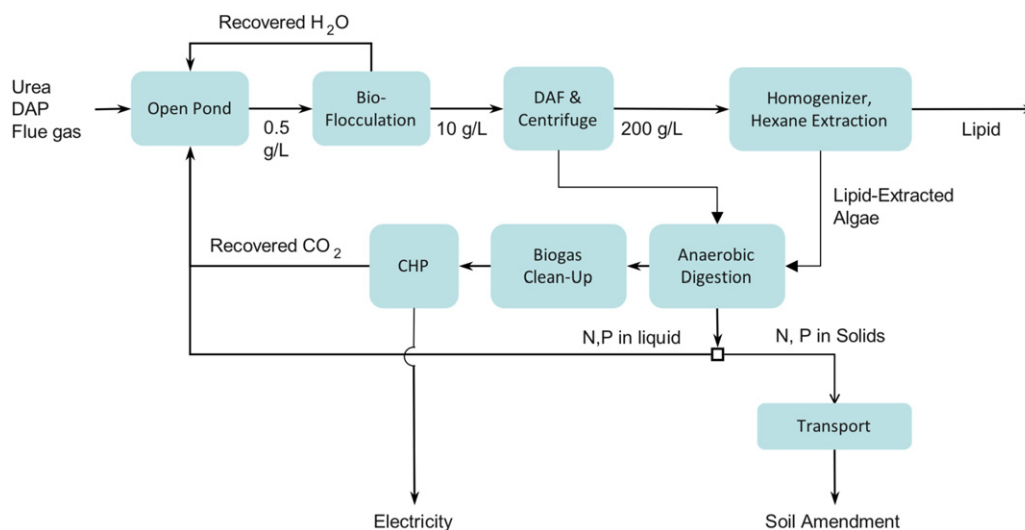 Recovered H2O
Urea
DAP
Flue gas
Open Pond
0.5
g/L
Bio-
Flocculation
10 g/L
DAF &
Centrifuge
200 g/L
Homogenizer,
Hexane Extraction
Lipid
Lipid-Extracted
Algae
Recovered CO2
CHP
Biogas
Clean-Up
Anaerobic
Digestion
N,P in liquid
N, P in Solids
Transport
Electricity
Soil Amendment